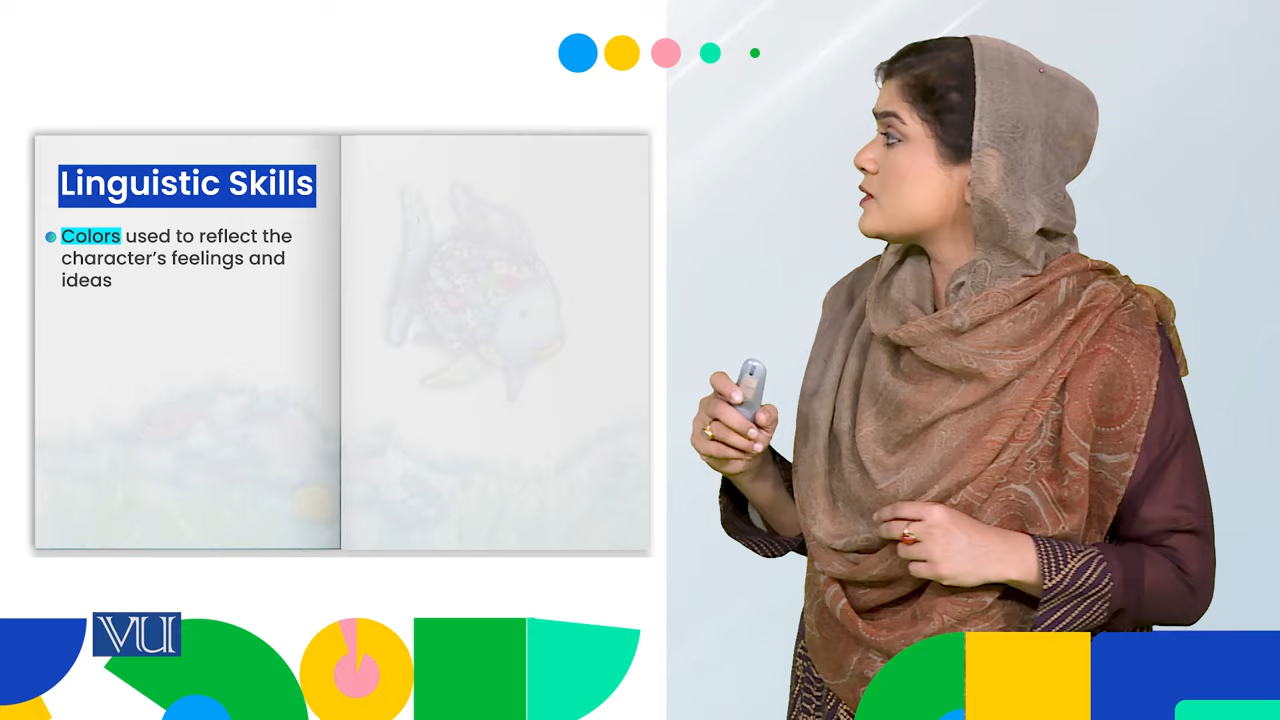 Linguistic Skills
Colors used to reflect the
character's feelings and
ideas
VU